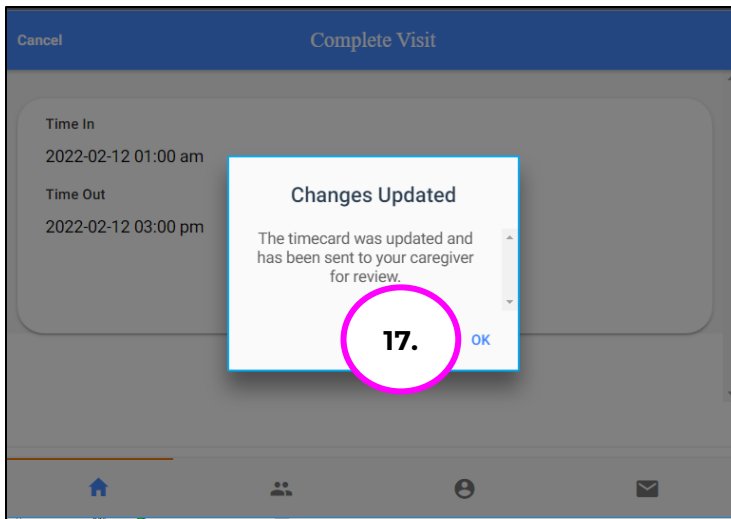 Cancel
Complete Visit
Time In
2022-02-12 01:00 am
Time Out
2022-02-12 03:00 pm
Changes Updated
The timecard was updated and
has been sent to your caregiver
for review.
17.
OK